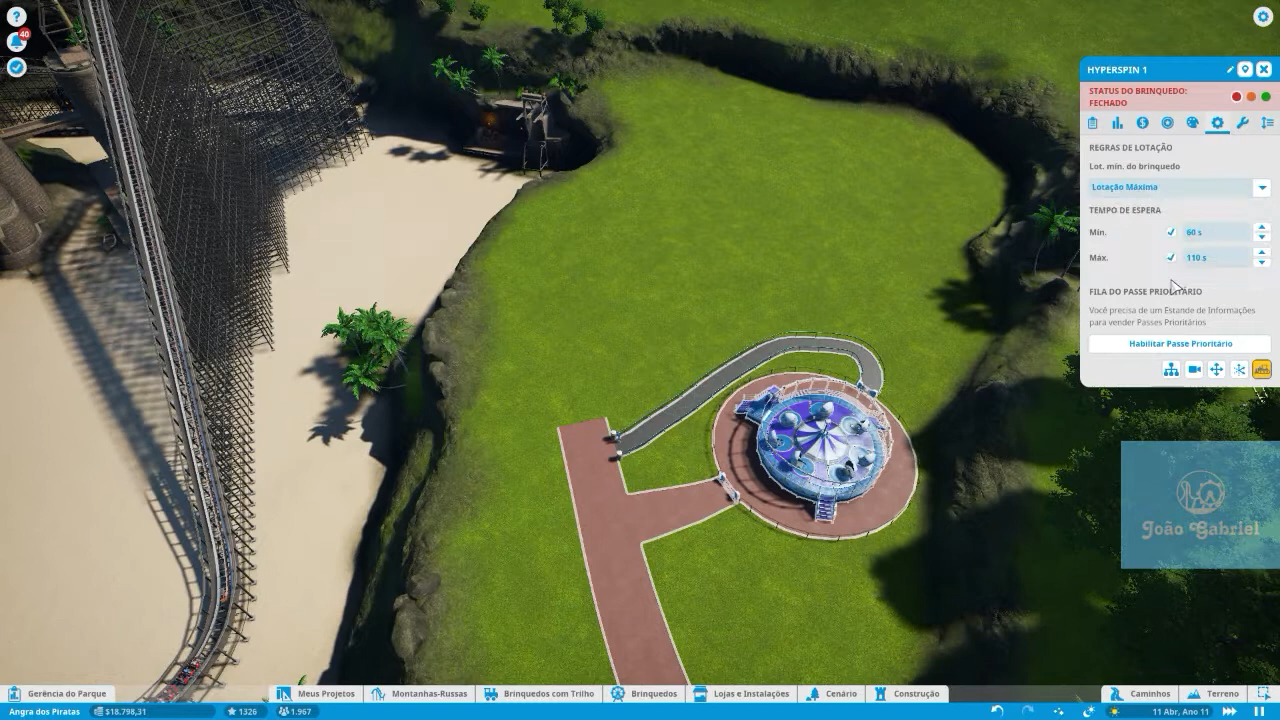 ?
40
HYPERSPIN 1
STATUS DO BRINQUEDO:
FECHADO
REGRAS DE LOTAÇÃO
Lot. mín. do brinquedo
Lotação Máxima
TEMPO DE ESPERA
Mín.
60 s
Máx.
110 s
FILA DO PASSE PRIORITÁRIO
Você precisa de um Estande de Informações
para vender Passes Prioritários
Habilitar Passe Prioritário
João Gabriel
Gerência do Parque
Meus Projetos
Montanhas-Russas
Brinquedos com Trilho
Brinquedos
Lojas e Instalações
Cenário
Construção
Caminhos
Terreno
Angra dos Piratas
$18.798,31
1326
1.967
11 Abr, Ano 11